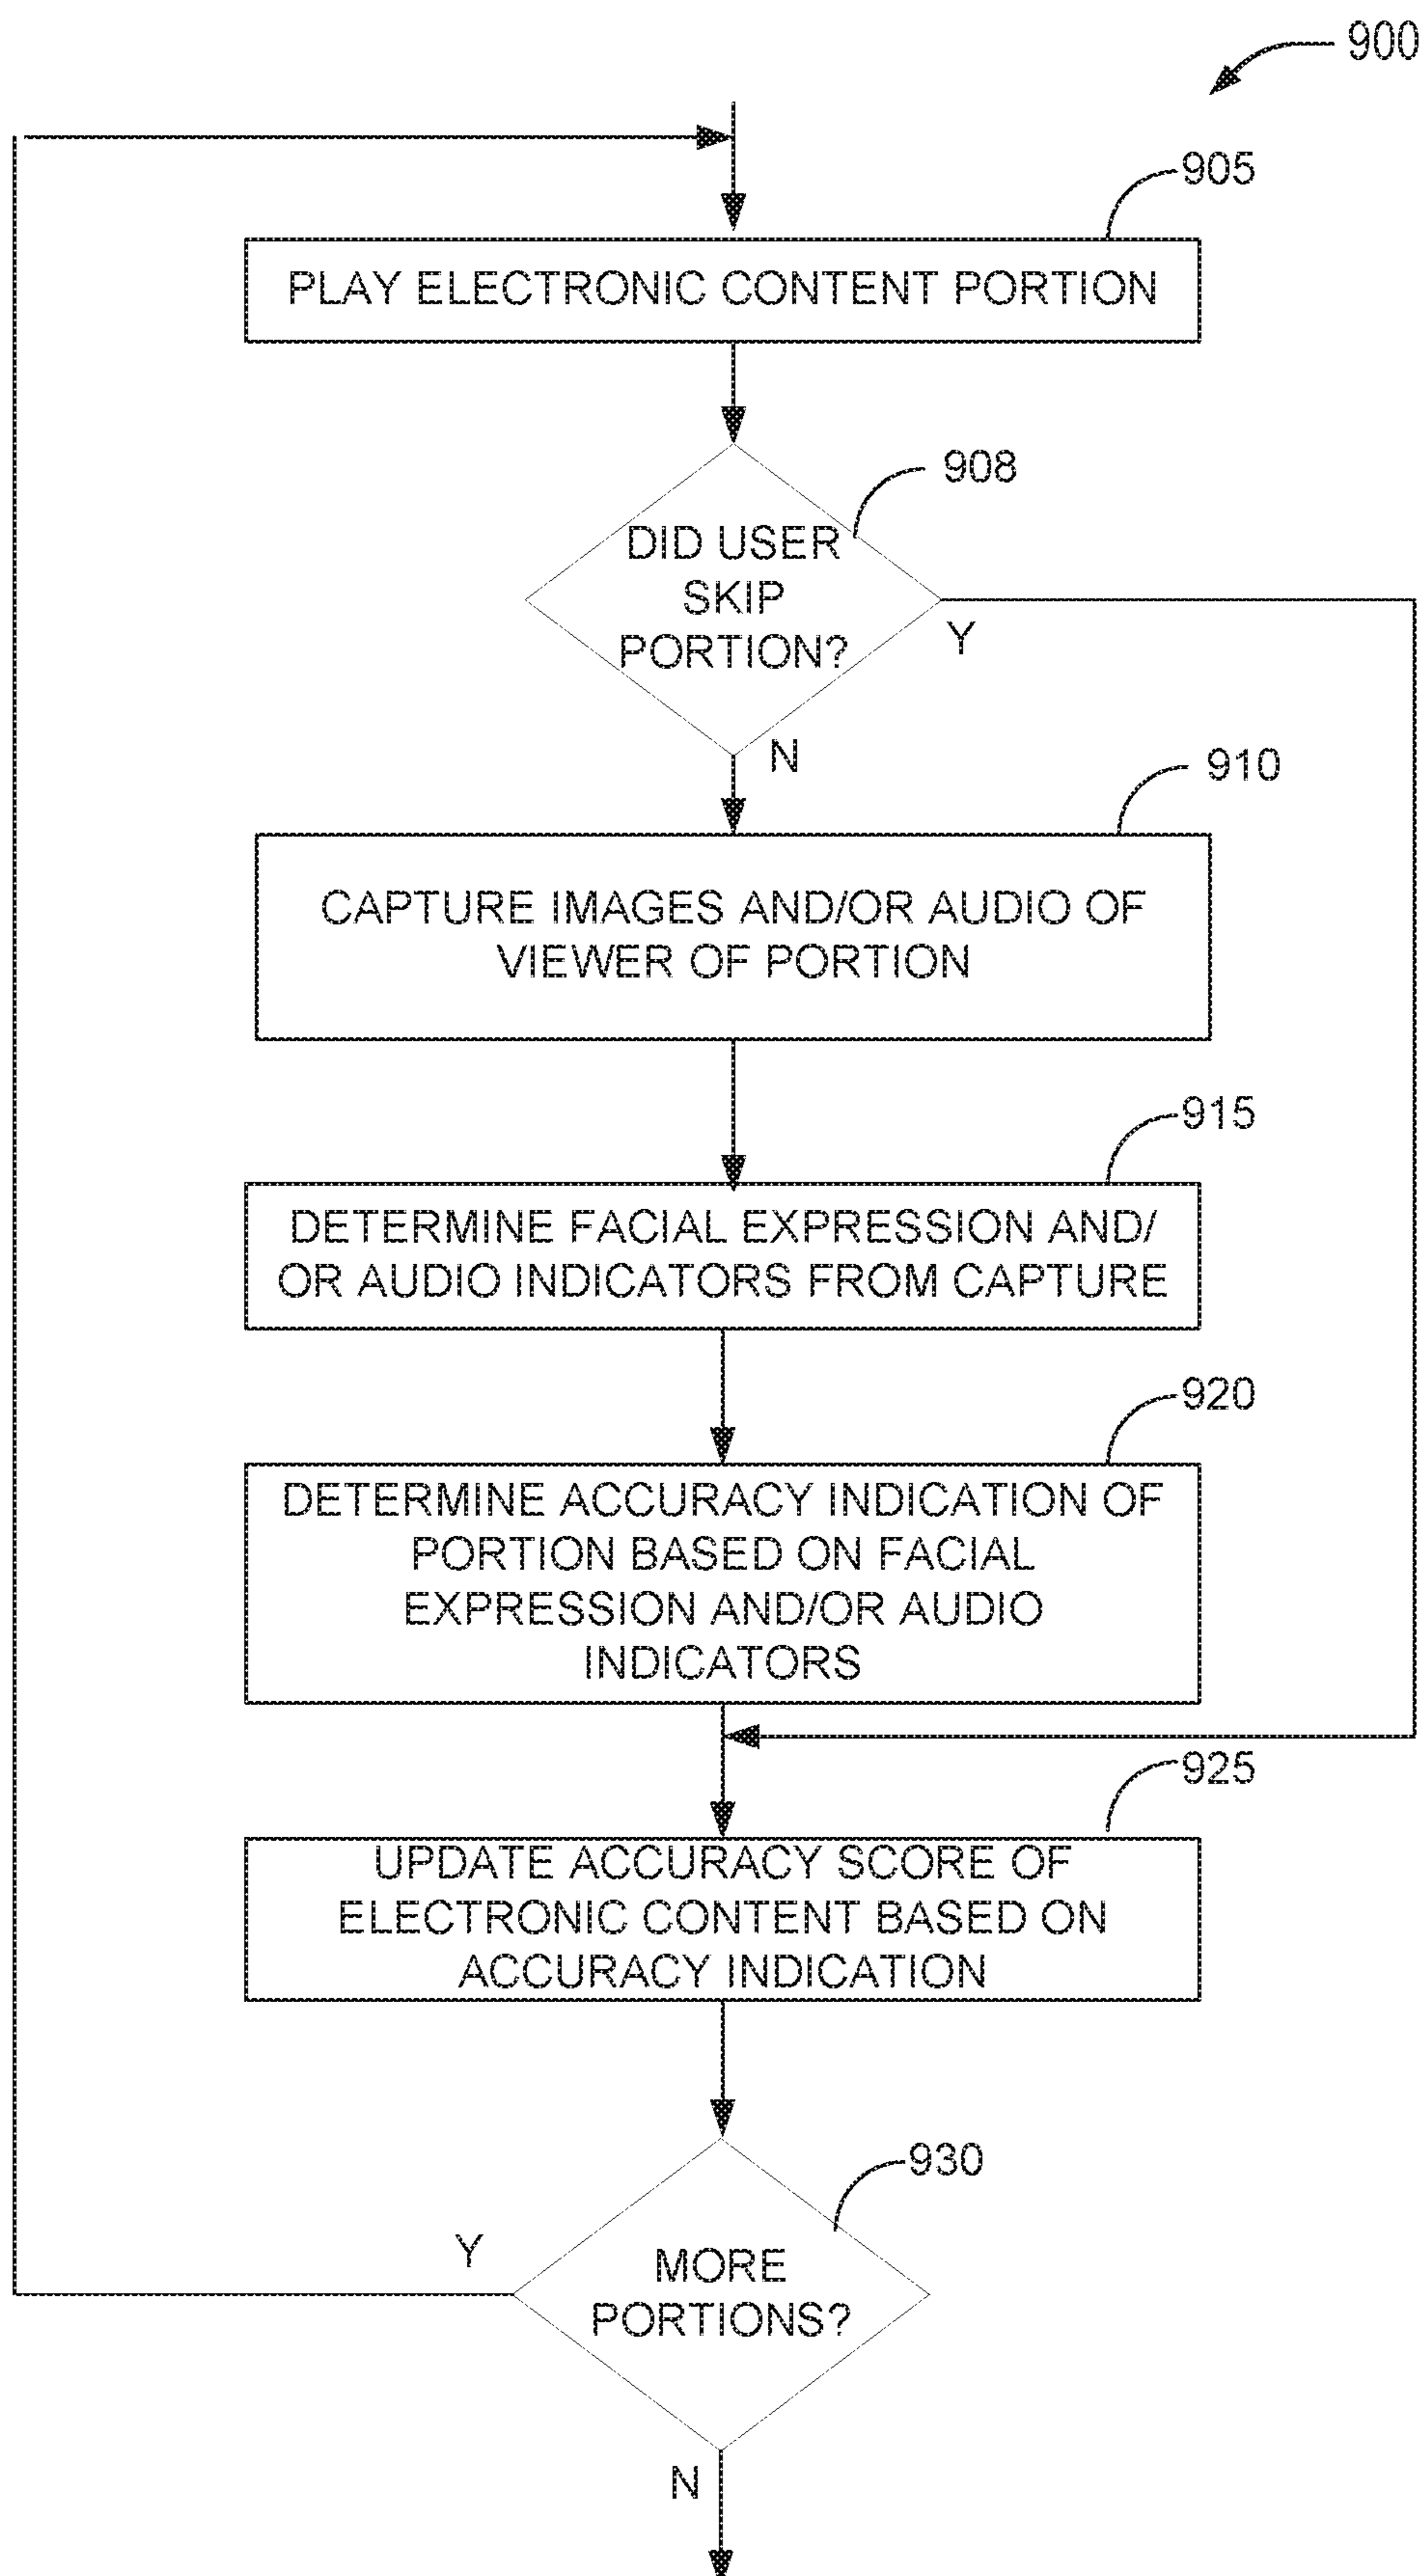 900
905
PLAY ELECTRONIC CONTENT PORTION
908
DID USER
SKIP
PORTION?
Y
N
910
CAPTURE IMAGES AND/OR AUDIO OF
VIEWER OF PORTION
915
DETERMINE FACIAL EXPRESSION AND/
OR AUDIO INDICATORS FROM CAPTURE
920
DETERMINE ACCURACY INDICATION OF
PORTION BASED ON FACIAL
EXPRESSION AND/OR AUDIO
INDICATORS
925
UPDATE ACCURACY SCORE OF
ELECTRONIC CONTENT BASED ON
ACCURACY INDICATION
930
Y
MORE
PORTIONS?
N